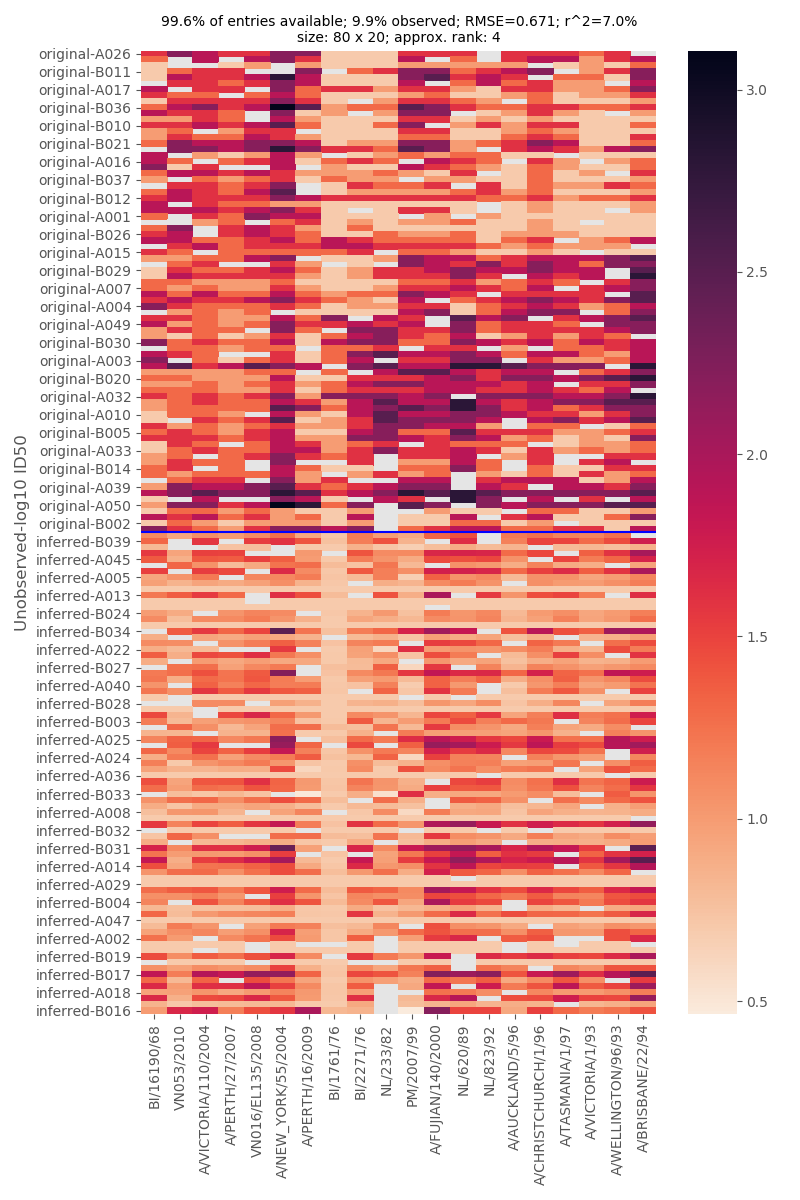 99.6% of entries available; 9.9% observed; RMSE=0.671; r^2=7.0%
size: 80 x 20; approx. rank: 4
Unobserved-log10 ID50
original-A026
original-B011
original-A017
original-B036
original-B010
original-B021
original-A016
original-B037
original-B012
original-A001
original-B026
original-A015
original-B029
original-A007
original-A004
original-A049
original-B030
original-A003
original-B020
original-A032
original-A010
original-B005
original-A033
original-B014
original-A039
original-A050
original-B002
inferred-B039
inferred-A045
inferred-A005
inferred-A013
inferred-B024
inferred-B034
inferred-A022
inferred-B027
inferred-A040
inferred-B028
inferred-B003
inferred-A025
inferred-A024
inferred-A036
inferred-B033
inferred-A008
inferred-B032
inferred-B031
inferred-A014
inferred-A029
inferred-B004
inferred-A047
inferred-A002
inferred-B019
inferred-B017
inferred-A018
inferred-B016
BI/16190/68
VN053/2010
A/VICTORIA/110/2004
A/PERTH/27/2007
VN016/EL135/2008
A/NEW_YORK/55/2004
A/PERTH/16/2009
BI/1761/76
BI/2271/76
NL/233/82
PM/2007/99
A/FUJIAN/140/2000
NL/620/89
NL/823/92
A/AUCKLAND/5/96
A/CHRISTCHURCH/1/96
A/TASMANIA/1/97
A/VICTORIA/1/93
A/WELLINGTON/96/93
A/BRISBANE/22/94
3.0
2.5
2.0
1.5
1.0
0.5